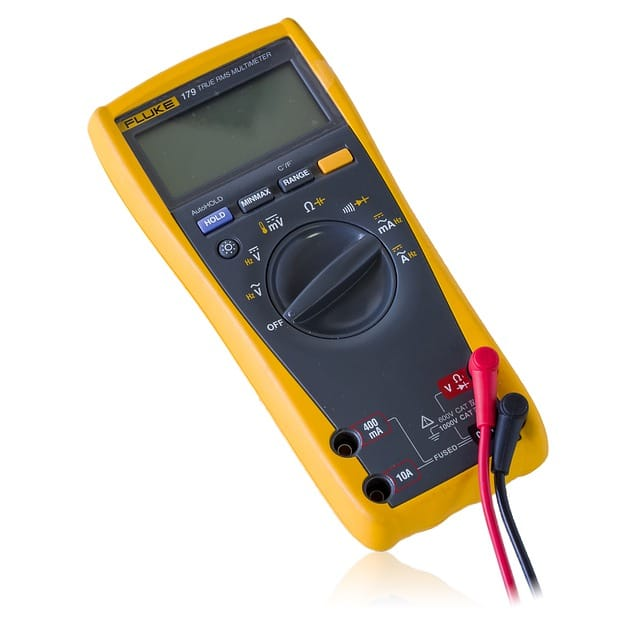 FLUKE 179 TRUE RMS MULTIMETER
C°/F°
AutoHOLD
HOLD MINMAX RANGE
mV
Ω
Hz V
mA Hz
A Hz
Hz V
OFF
V Ω
600V CAT
1000V CAT
400
mA
FUSED
10A